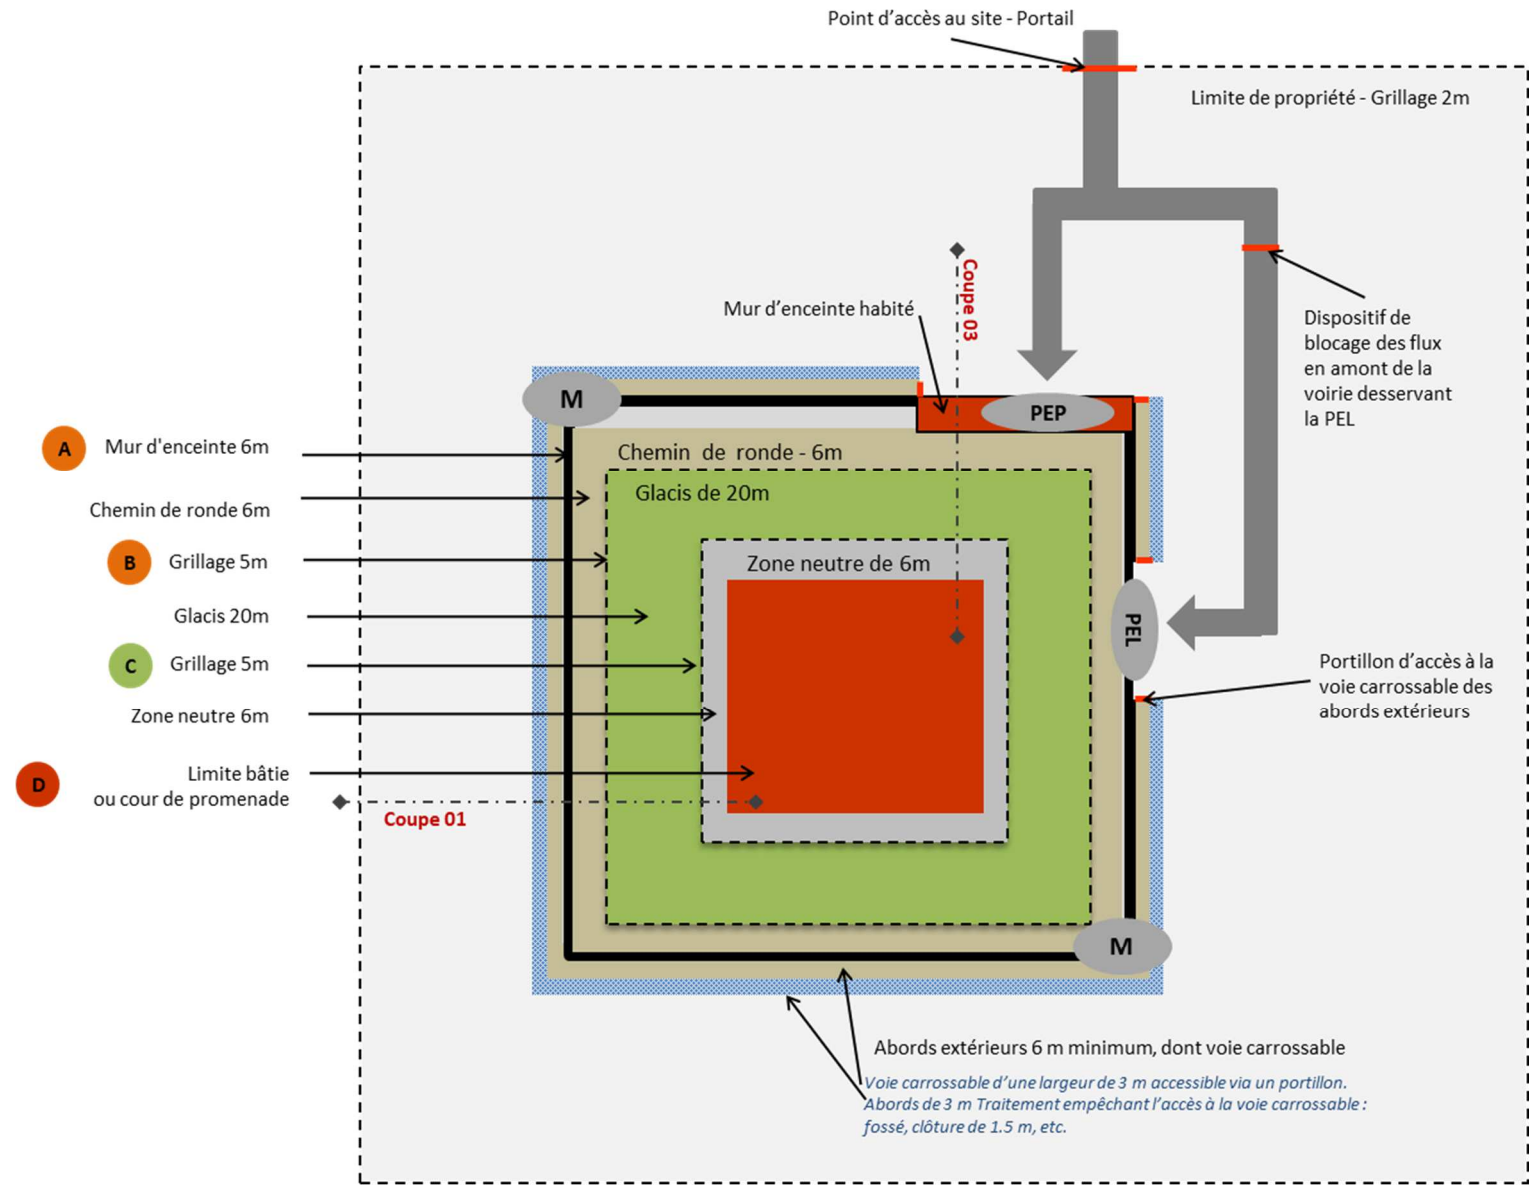 Point d'accès au site - Portail
Limite de propriété - Grillage 2m
Coupe 03
Mur d'enceinte habité
Dispositif de
blocage des flux
en amont de la
voirie desservant
la PEL
M
PEP
A
Mur d'enceinte 6m
Chemin de ronde - 6m
Glacis de 20m
Chemin de ronde 6m
B
Grillage 5m
Zone neutre de 6m
Glacis 20m
PEL
C
Grillage 5m
Portillon d'accès à la
voie carrossable des
abords extérieurs
Zone neutre 6m
D
Limite bâtie
ou cour de promenade
Coupe 01
M
Abords extérieurs 6 m minimum, dont voie carrossable
Voie carrossable d'une largeur de 3 m accessible via un portillon.
Abords de 3 m Traitement empêchant l'accès à la voie carrossable :
fossé, clôture de 1.5 m, etc.